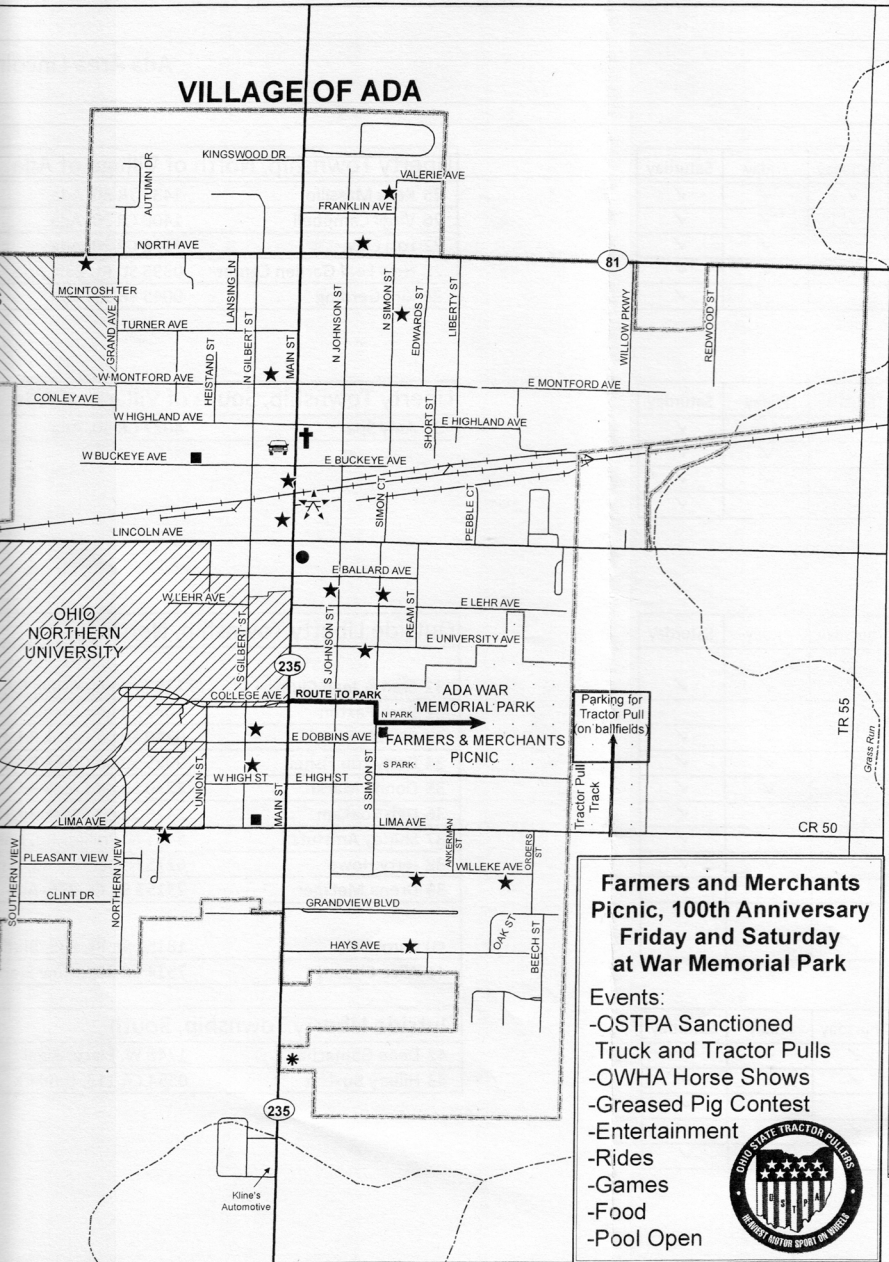 VILLAGE OF ADA
KINGSWOOD DR
AUTUMN DR
VALERIE AVE
FRANKLIN AVE
NORTH AVE
81
MCINTOSH TER
LANSING LN
N GILBERT ST
MAIN ST
N JOHNSON ST
N SIMON ST
EDWARDS ST
LIBERTY ST
WILLOW PKWY
REDWOOD ST
GRAND AVE
TURNER AVE
HEISTAND ST
W MONTFORD AVE
E MONTFORD AVE
CONLEY AVE
W HIGHLAND AVE
SHORT ST
E HIGHLAND AVE
W BUCKEYE AVE
E BUCKEYE AVE
SIMON CT
PEBBLE CT
LINCOLN AVE
E BALLARD AVE
W LEHR AVE
REAM ST
E LEHR AVE
OHIO
NORTHERN
UNIVERSITY
S GILBERT ST
S JOHNSON ST
E UNIVERSITY AVE
235
COLLEGE AVE
ROUTE TO PARK
ADA WAR
MEMORIAL PARK
N PARK
Parking for
Tractor Pull
(on ballfields)
TR 55
Grass Run
E DOBBINS AVE
FARMERS & MERCHANTS
PICNIC
S PARK
UNION ST
W HIGH ST
MAIN ST
E HIGH ST
S SIMON ST
Tractor Pull
Track
LIMA AVE
LIMA AVE
CR 50
SOUTHERN VIEW
PLEASANT VIEW
NORTHERN VIEW
ANKERMAN
ST
WILLEKE AVE
ORDERS
ST
CLINT DR
GRANDVIEW BLVD
OAK ST
BEECH ST
HAYS AVE
235
Kline's
Automotive
Farmers and Merchants
Picnic, 100th Anniversary
Friday and Saturday
at War Memorial Park
Events:
-OSTPA Sanctioned
Truck and Tractor Pulls
-OWHA Horse Shows
-Greased Pig Contest
-Entertainment
-Rides
-Games
-Food
-Pool Open
OHIO STATE TRACTOR PULLERS
O S T P A
HEAVIEST MOTOR SPORT ON WHEELS